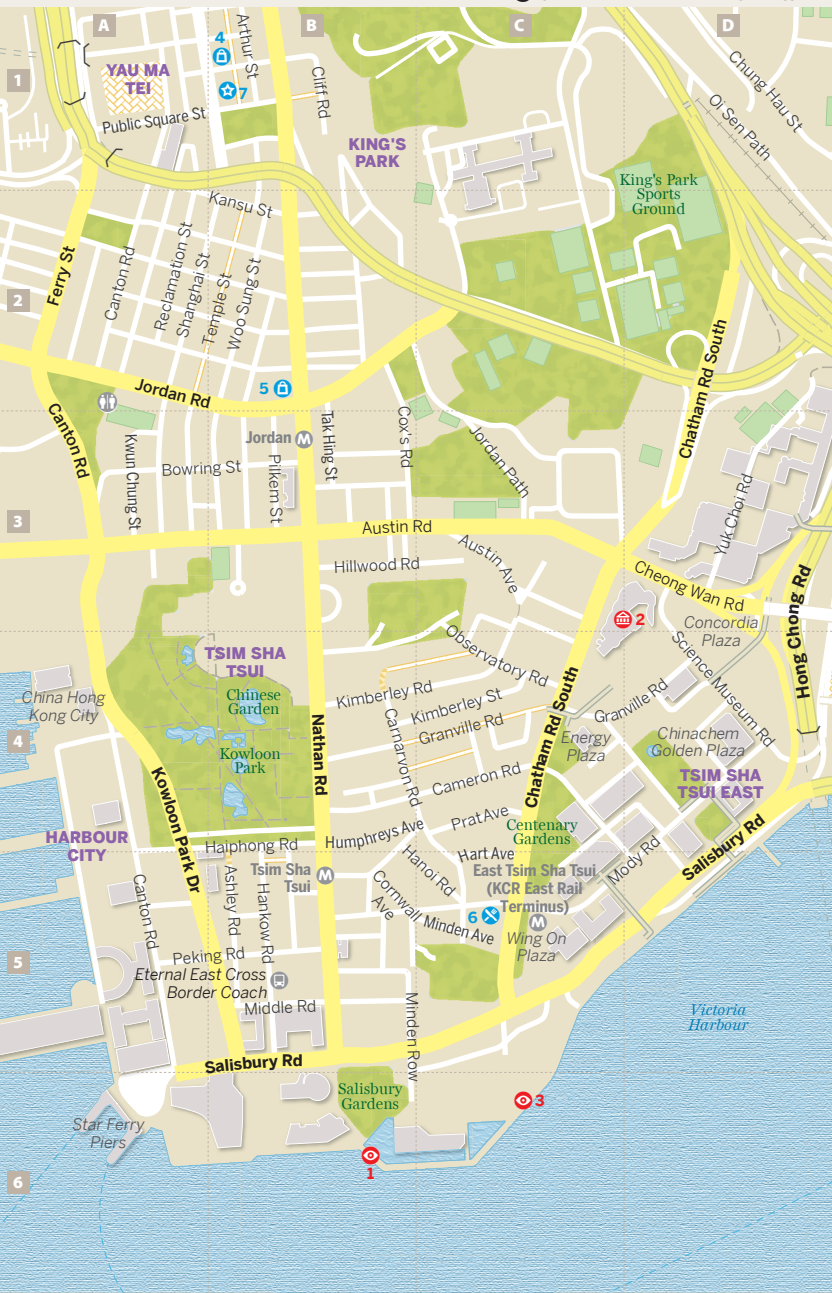 A
B
C
D
1
2
3
4
5
6
4
Arthur St
7
YAU MA
TEI
Public Square St
Cliff Rd
KING'S
PARK
Chung Hau St
Oi Sen Path
King's Park
Sports
Ground
Kansu St
Ferry St
Canton Rd
Reclamation St
Shanghai St
Temple St
Woo Sung St
Jordan Rd
5
Chatham Rd South
Canton Rd
Kwun Chung St
Bowring St
Jordan
Pilkem St
Tak Hing St
Cox's Rd
Jordan Path
Yuk Choi Rd
Austin Rd
Hillwood Rd
Austin Ave
Cheong Wan Rd
Hong Chong Rd
2
Concordia
Plaza
Science Museum Rd
TSIM SHA
TSUI
Chinese
Garden
Kowloon
Park
China Hong
Kong City
Observatory Rd
Kimberley Rd
Kimberley St
Granville Rd
Carnarvon Rd
Cameron Rd
Nathan Rd
Chatham Rd South
Granville Rd
Energy
Plaza
Chinachem
Golden Plaza
TSIM SHA
TSUI EAST
Kowloon Park Dr
HARBOUR
CITY
Prat Ave
Centenary
Gardens
Humphreys Ave
Haiphong Rd
Hart Ave
Hanoi Rd
Mody Rd
Salisbury Rd
Tsim Sha
Tsui
East Tsim Sha Tsui
(KCR East Rail
Terminus)
Cornwall
Ave
Minden Ave
6
Wing On
Plaza
Canton Rd
Ashley Rd
Hankow Rd
Peking Rd
Eternal East Cross
Border Coach
Middle Rd
Minden Row
Victoria
Harbour
Salisbury Rd
Salisbury
Gardens
3
Star Ferry
Piers
1